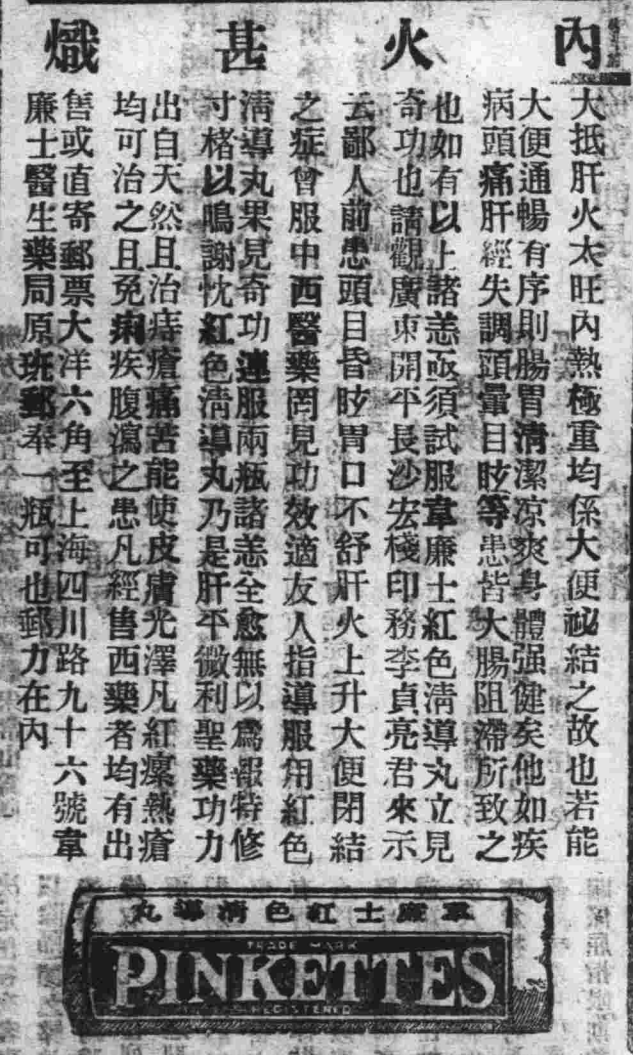 內火甚熾
大抵肝火太旺內熱極重均係大便祕結之故也若能
大便通暢有序則腸胃清潔涼爽身體强健矣他如疾
病頭痛肝經失調頭暈目眩等患皆大腸阻滯所致之
也如有以上諸恙亟須試服韋廉士紅色清導丸立見
奇功也請觀廣東開平長沙宏棧印務李貞亮君來示
云鄙人前患頭目昏眩胃口不舒肝火上升大便閉結
之症曾服中西醫藥罔見功效適友人指導服用紅色
清導丸果見奇功連服兩瓶諸恙全愈無以爲報特修
寸格以鳴謝忱紅色清導丸乃是肝平微利聖藥功力
出自天然且治痔瘡痛苦能使皮膚光澤凡紅瘰熱瘡
均可治之且免痢疾腹瀉之患凡經售西藥者均有出
售或直寄郵票大洋六角至上海四川路九十六號韋
廉士醫生藥局原班郵奉一瓶可也郵力在內
韋廉士紅色清導丸
TRADE MARK
PINKETTES
REGISTERED